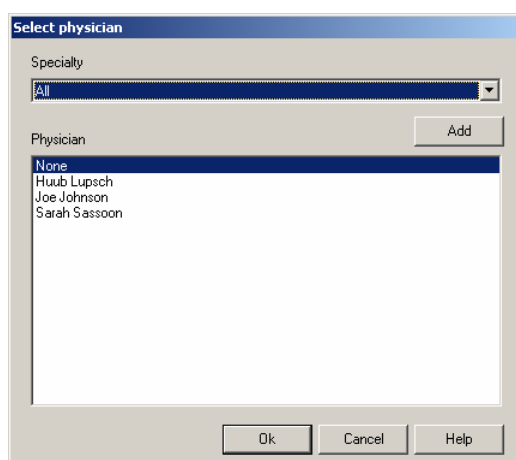 Select physician
Specialty
All
Add
Physician
None
Huub Lupsch
Joe Johnson
Sarah Sassoon
Ok Cancel Help